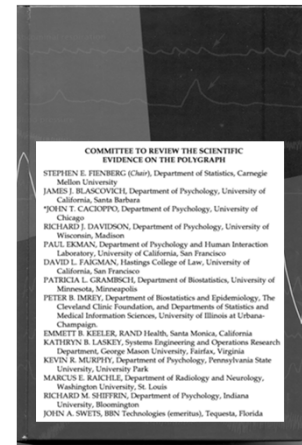 COMMITTEE TO REVIEW THE SCIENTIFIC
EVIDENCE ON THE POLYGRAPH
STEPHEN E. FIENBERG (Chair), Department of Statistics, Carnegie
Mellon University
JAMES J. BLASCOVICH, Department of Psychology, University of
California, Santa Barbara
*JOHN T. CACIOPPO, Department of Psychology, University of
Chicago
RICHARD J. DAVIDSON, Department of Psychology, University of
Wisconsin, Madison
PAUL EKMAN, Department of Psychology and Human Interaction
Laboratory, University of California, San Francisco
DAVID L. FAIGMAN, Hastings College of Law, University of
California, San Francisco
PATRICIA L. GRAMBSCH, Department of Biostatistics, University of
Minnesota, Minneapolis
PETER B. IMREY, Department of Biostatistics and Epidemiology, The
Cleveland Clinic Foundation, and Departments of Statistics and
Medical Information Sciences, University of Illinois at Urbana-
Champaign.
EMMETT B. KEELER, RAND Health, Santa Monica, California
KATHRYN B. LASKEY, Systems Engineering and Operations Research
Department, George Mason University, Fairfax, Virginia
KEVIN R. MURPHY, Department of Psychology, Pennsylvania State
University, University Park
MARCUS E. RAICHLE, Department of Radiology and Neurology,
Washington University, St. Louis
RICHARD M. SHIFFRIN, Department of Psychology, Indiana
University, Bloomington
JOHN A. SWETS, BBN Technologies (emeritus), Tequesta, Florida